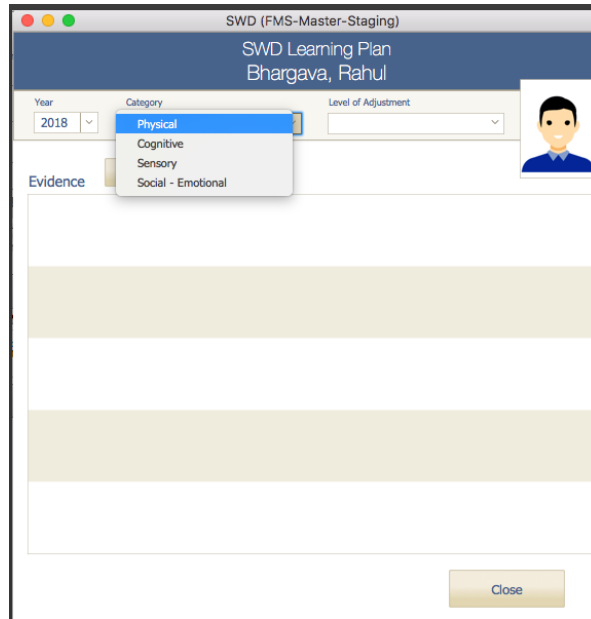 SWD (FMS-Master-Staging)
SWD Learning Plan
Bhargava, Rahul
Year
Category
Level of Adjustment
2018
Physical
Cognitive
Sensory
Social - Emotional
Evidence
Close